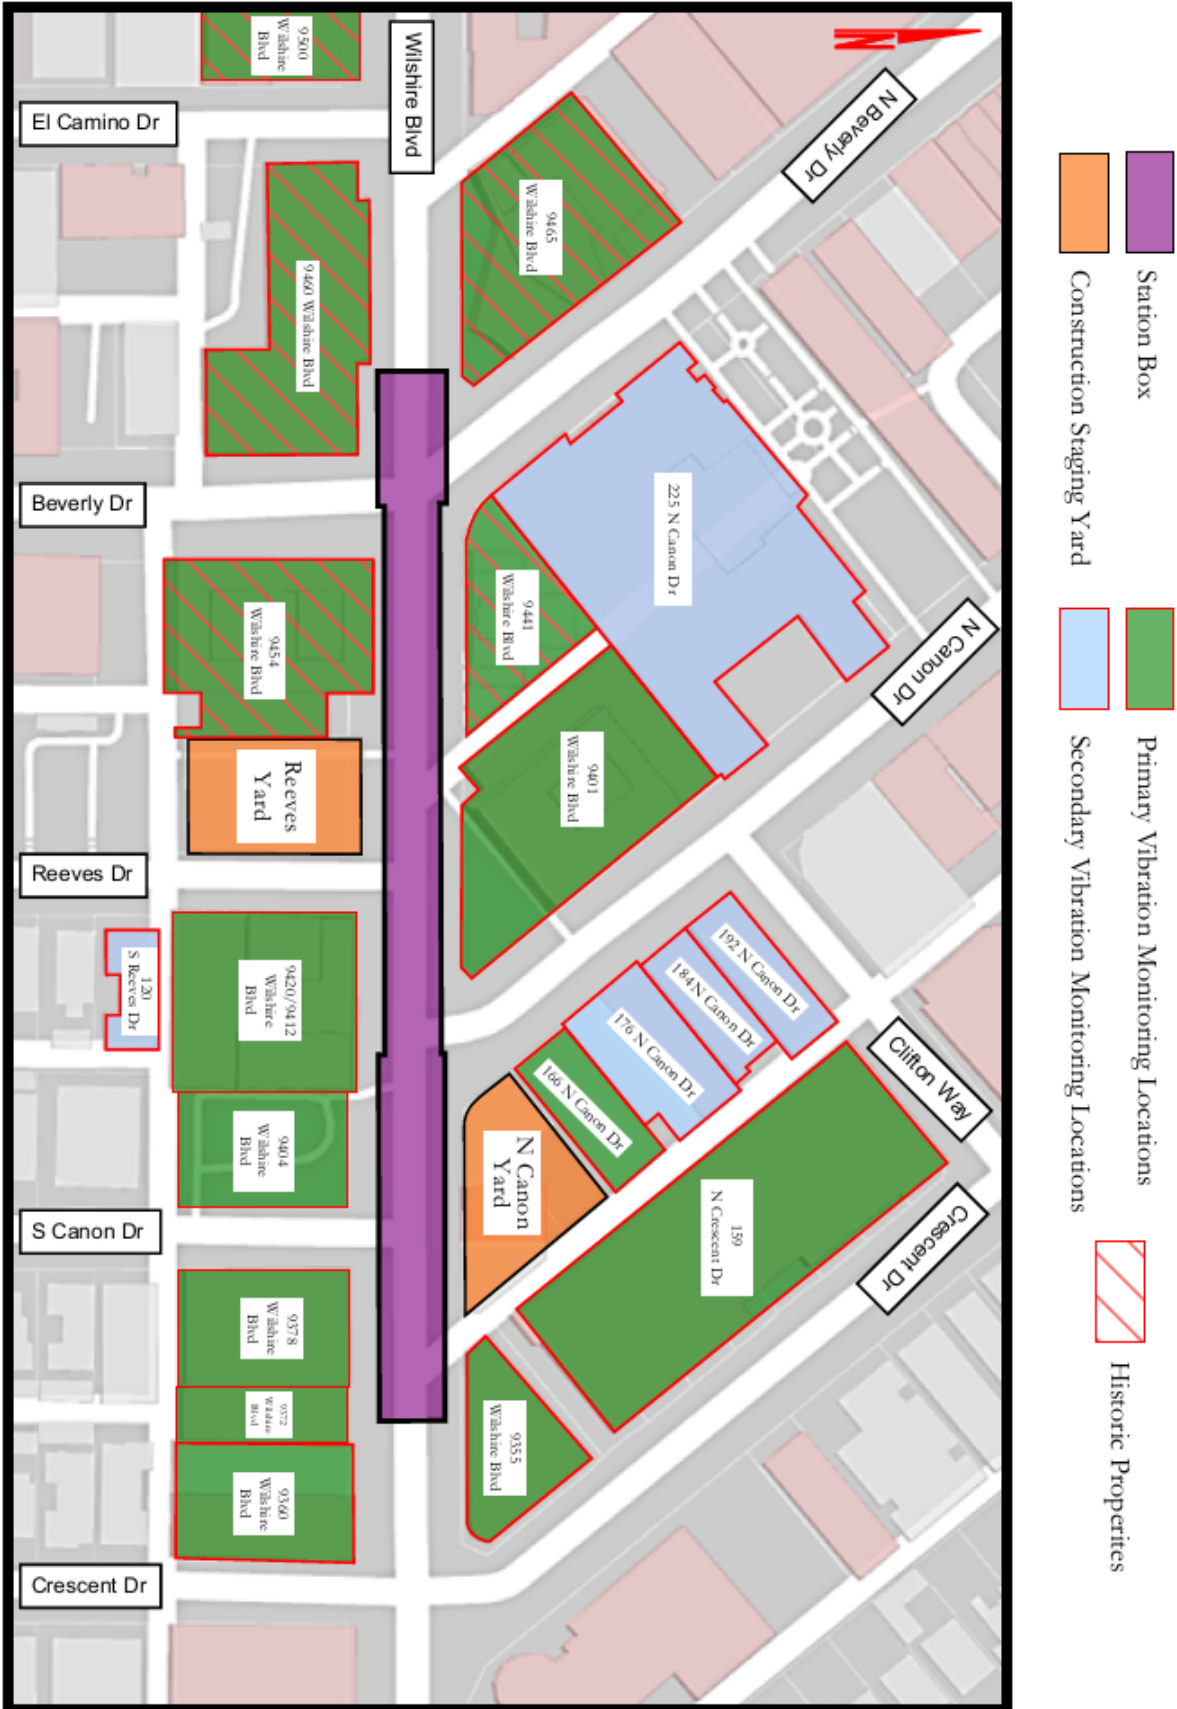 Station Box
Construction Staging Yard
Primary Vibration Monitoring Locations
Secondary Vibration Monitoring Locations
Historic Properites
N
9500
Wilshire
Blvd
Wilshire Blvd
El Camino Dr
N Beverly Dr
9465
Wilshire Blvd
9460 Wilshire Blvd
Beverly Dr
225 N Canon Dr
9441
Wilshire Blvd
9454
Wilshire Blvd
N Canon Dr
9401
Wilshire Blvd
Reeves
Yard
Reeves Dr
120
S Reeves Dr
9420/9412
Wilshire
Blvd
192 N Canon Dr
184 N Canon Dr
176 N Canon Dr
166 N Canon Dr
Clifton Way
9404
Wilshire
Blvd
N Canon
Yard
159
N Crescent Dr
Crescent Dr
S Canon Dr
9378
Wilshire
Blvd
9372
Wilshire
Blvd
9355
Wilshire Blvd
9360
Wilshire
Blvd
Crescent Dr